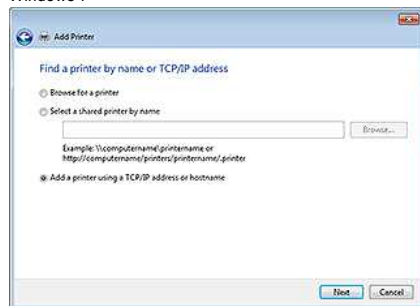 Add Printer
Find a printer by name or TCP/IP address
Browse for a printer
Select a shared printer by name
Browse...
Example: \\computername\printername or
http://computername/printers/printername/.printer
Add a printer using a TCP/IP address or hostname
Next
Cancel